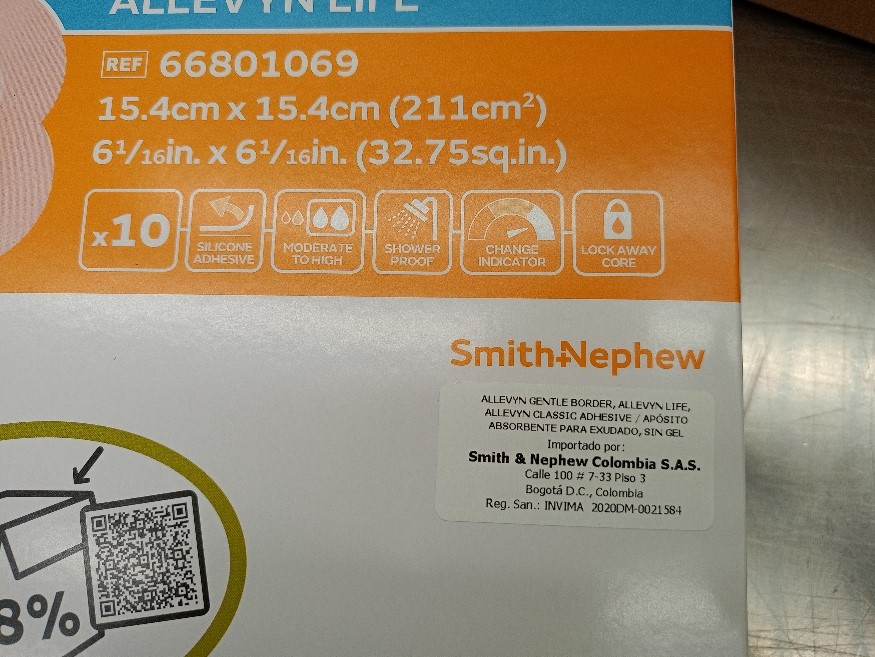 ALLEVYN LIFE
REF 66801069
15.4cm x 15.4cm (211cm²)
6¹/₁₆in. x 6¹/₁₆in. (32.75sq.in.)
x10
SILICONE
ADHESIVE
MODERATE
TO HIGH
SHOWER
PROOF
CHANGE
INDICATOR
LOCK AWAY
CORE
Smith+Nephew
ALLEVYN GENTLE BORDER, ALLEVYN LIFE,
ALLEVYN CLASSIC ADHESIVE / APÓSITO
ABSORBENTE PARA EXUDADO, SIN GEL
Importado por:
Smith & Nephew Colombia S.A.S.
Calle 100 # 7-33 Piso 3
Bogotá D.C., Colombia
Reg. San.: INVIMA 2020DM-0021584
8%